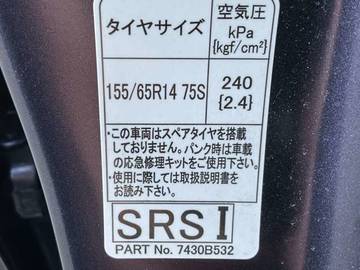 タイヤサイズ 空気圧
kPa
{kgf/cm²}
155/65R14 75S 240
{2.4}
・この車両はスペアタイヤを搭載
しておりません。パンク時は車載
の応急修理キットをご使用下さい。
・使用に際しては取扱説明書を
お読み下さい。
SRS I
PART No. 7430B532